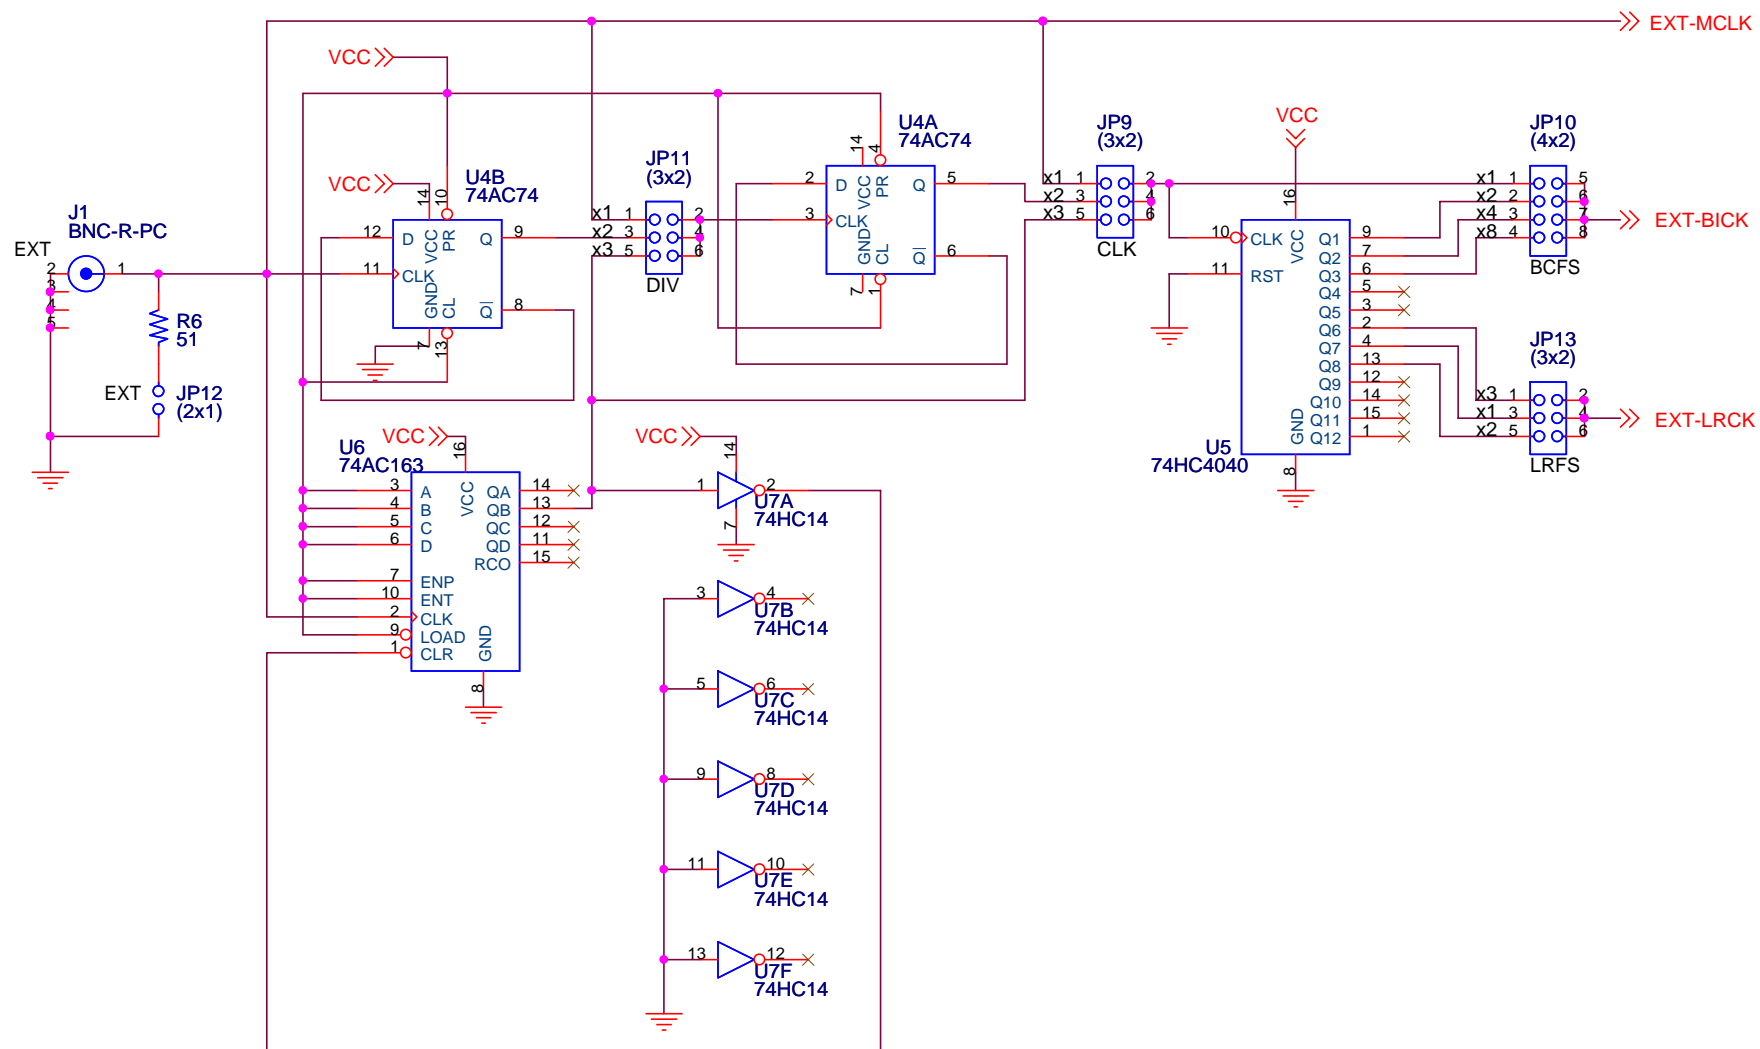 EXT-MCLK
VCC
VCC
U4B
74AC74
14
10
12
D
VCC
PR
Q
9
11
CLK
GND
CL
Q
8
7
13
J1
BNC-R-PC
EXT
2
1
3
4
5
R6
51
EXT
JP12
(2x1)
JP11
(3x2)
x1
1
2
x2
3
4
x3
5
6
DIV
U4A
74AC74
14
4
2
D
VCC
PR
Q
5
3
CLK
GND
CL
Q
6
7
1
JP9
(3x2)
x1
1
2
x2
3
4
x3
5
6
CLK
VCC
16
10
CLK
VCC
11
RST
Q1
9
Q2
7
Q3
6
Q4
5
Q5
3
Q6
2
Q7
4
Q8
13
Q9
12
Q10
14
Q11
15
Q12
1
GND
8
U5
74HC4040
JP10
(4x2)
x1
1
5
x2
2
6
x4
3
7
x8
4
8
BCFS
EXT-BICK
JP13
(3x2)
x3
1
2
x1
3
4
x2
5
6
LRFS
EXT-LRCK
VCC
16
U6
74AC163
3
A
VCC
QA
14
4
B
QB
13
5
C
QC
12
6
D
QD
11
RCO
15
7
ENP
10
ENT
2
CLK
9
LOAD
1
CLR
GND
8
VCC
14
1
2
U7A
74HC14
7
3
4
U7B
74HC14
5
6
U7C
74HC14
9
8
U7D
74HC14
11
10
U7E
74HC14
13
12
U7F
74HC14